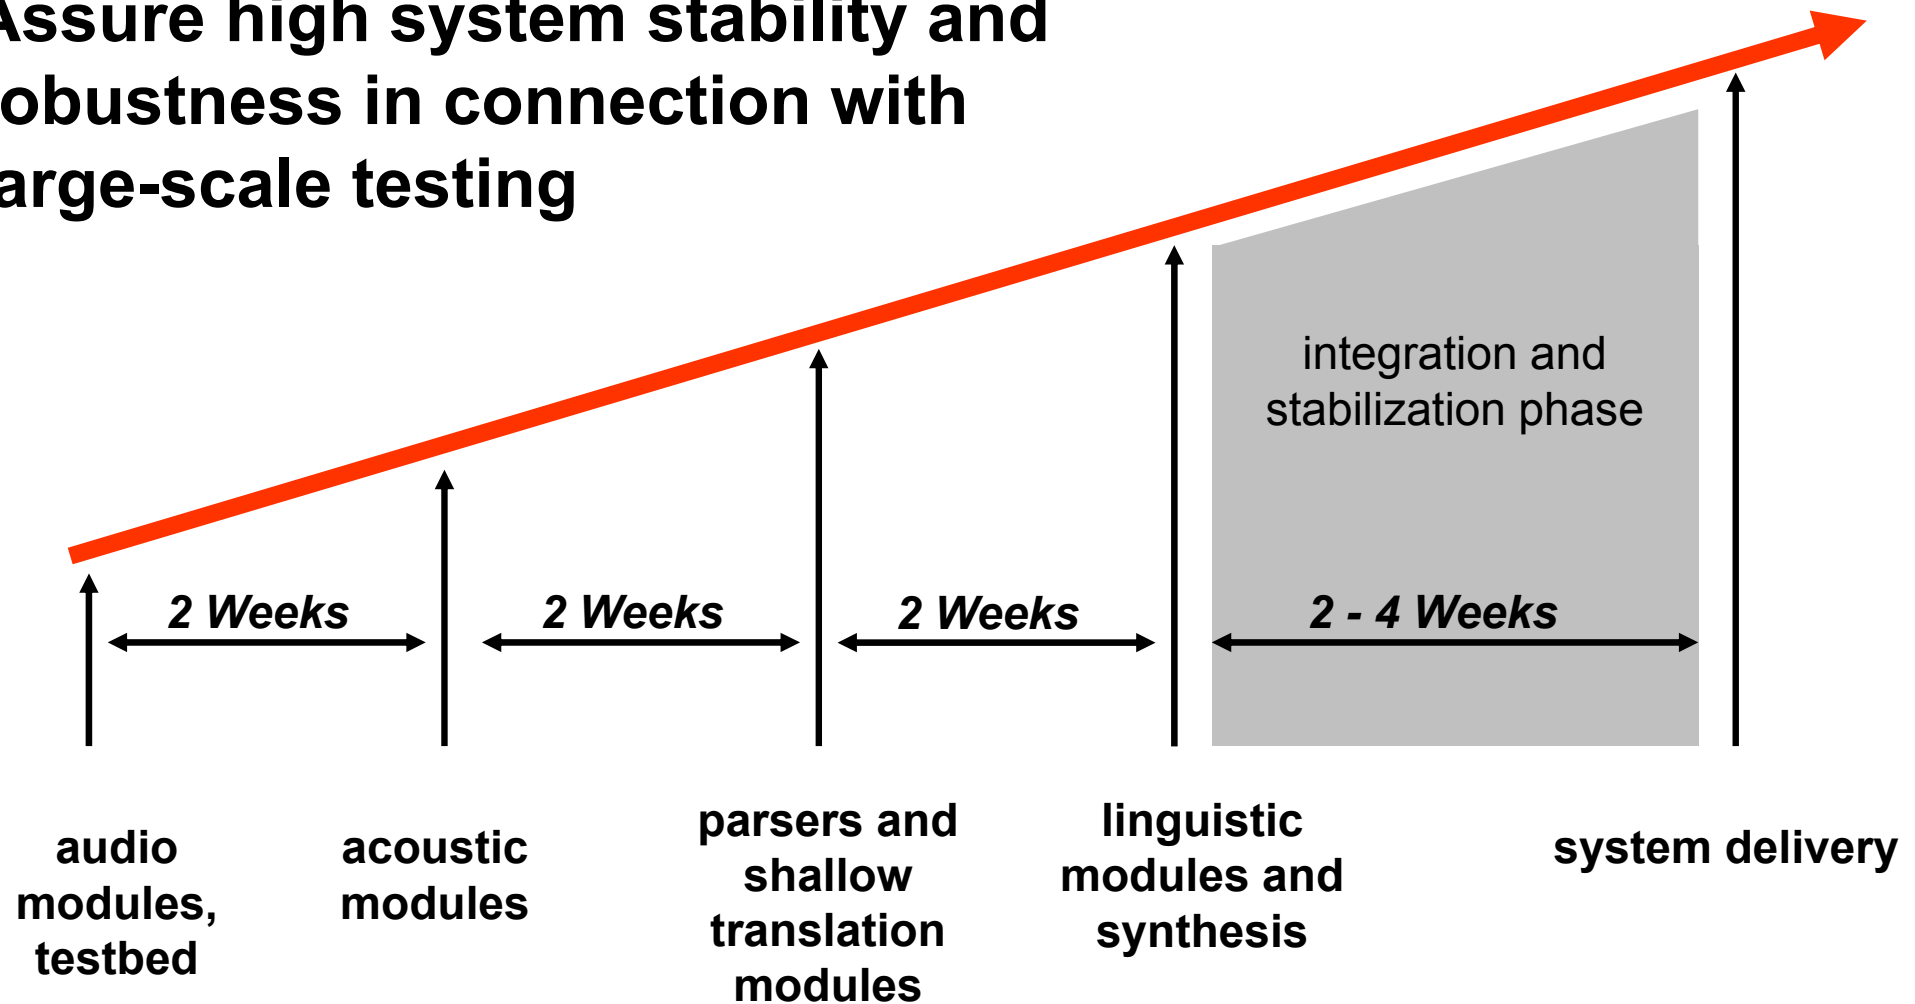 Assure high system stability and
obustness in connection with
arge-scale testing
integration and
stabilization phase
2 Weeks
2 Weeks
2 Weeks
2 - 4 Weeks
audio
modules,
testbed
acoustic
modules
parsers and
shallow
translation
modules
linguistic
modules and
synthesis
system delivery